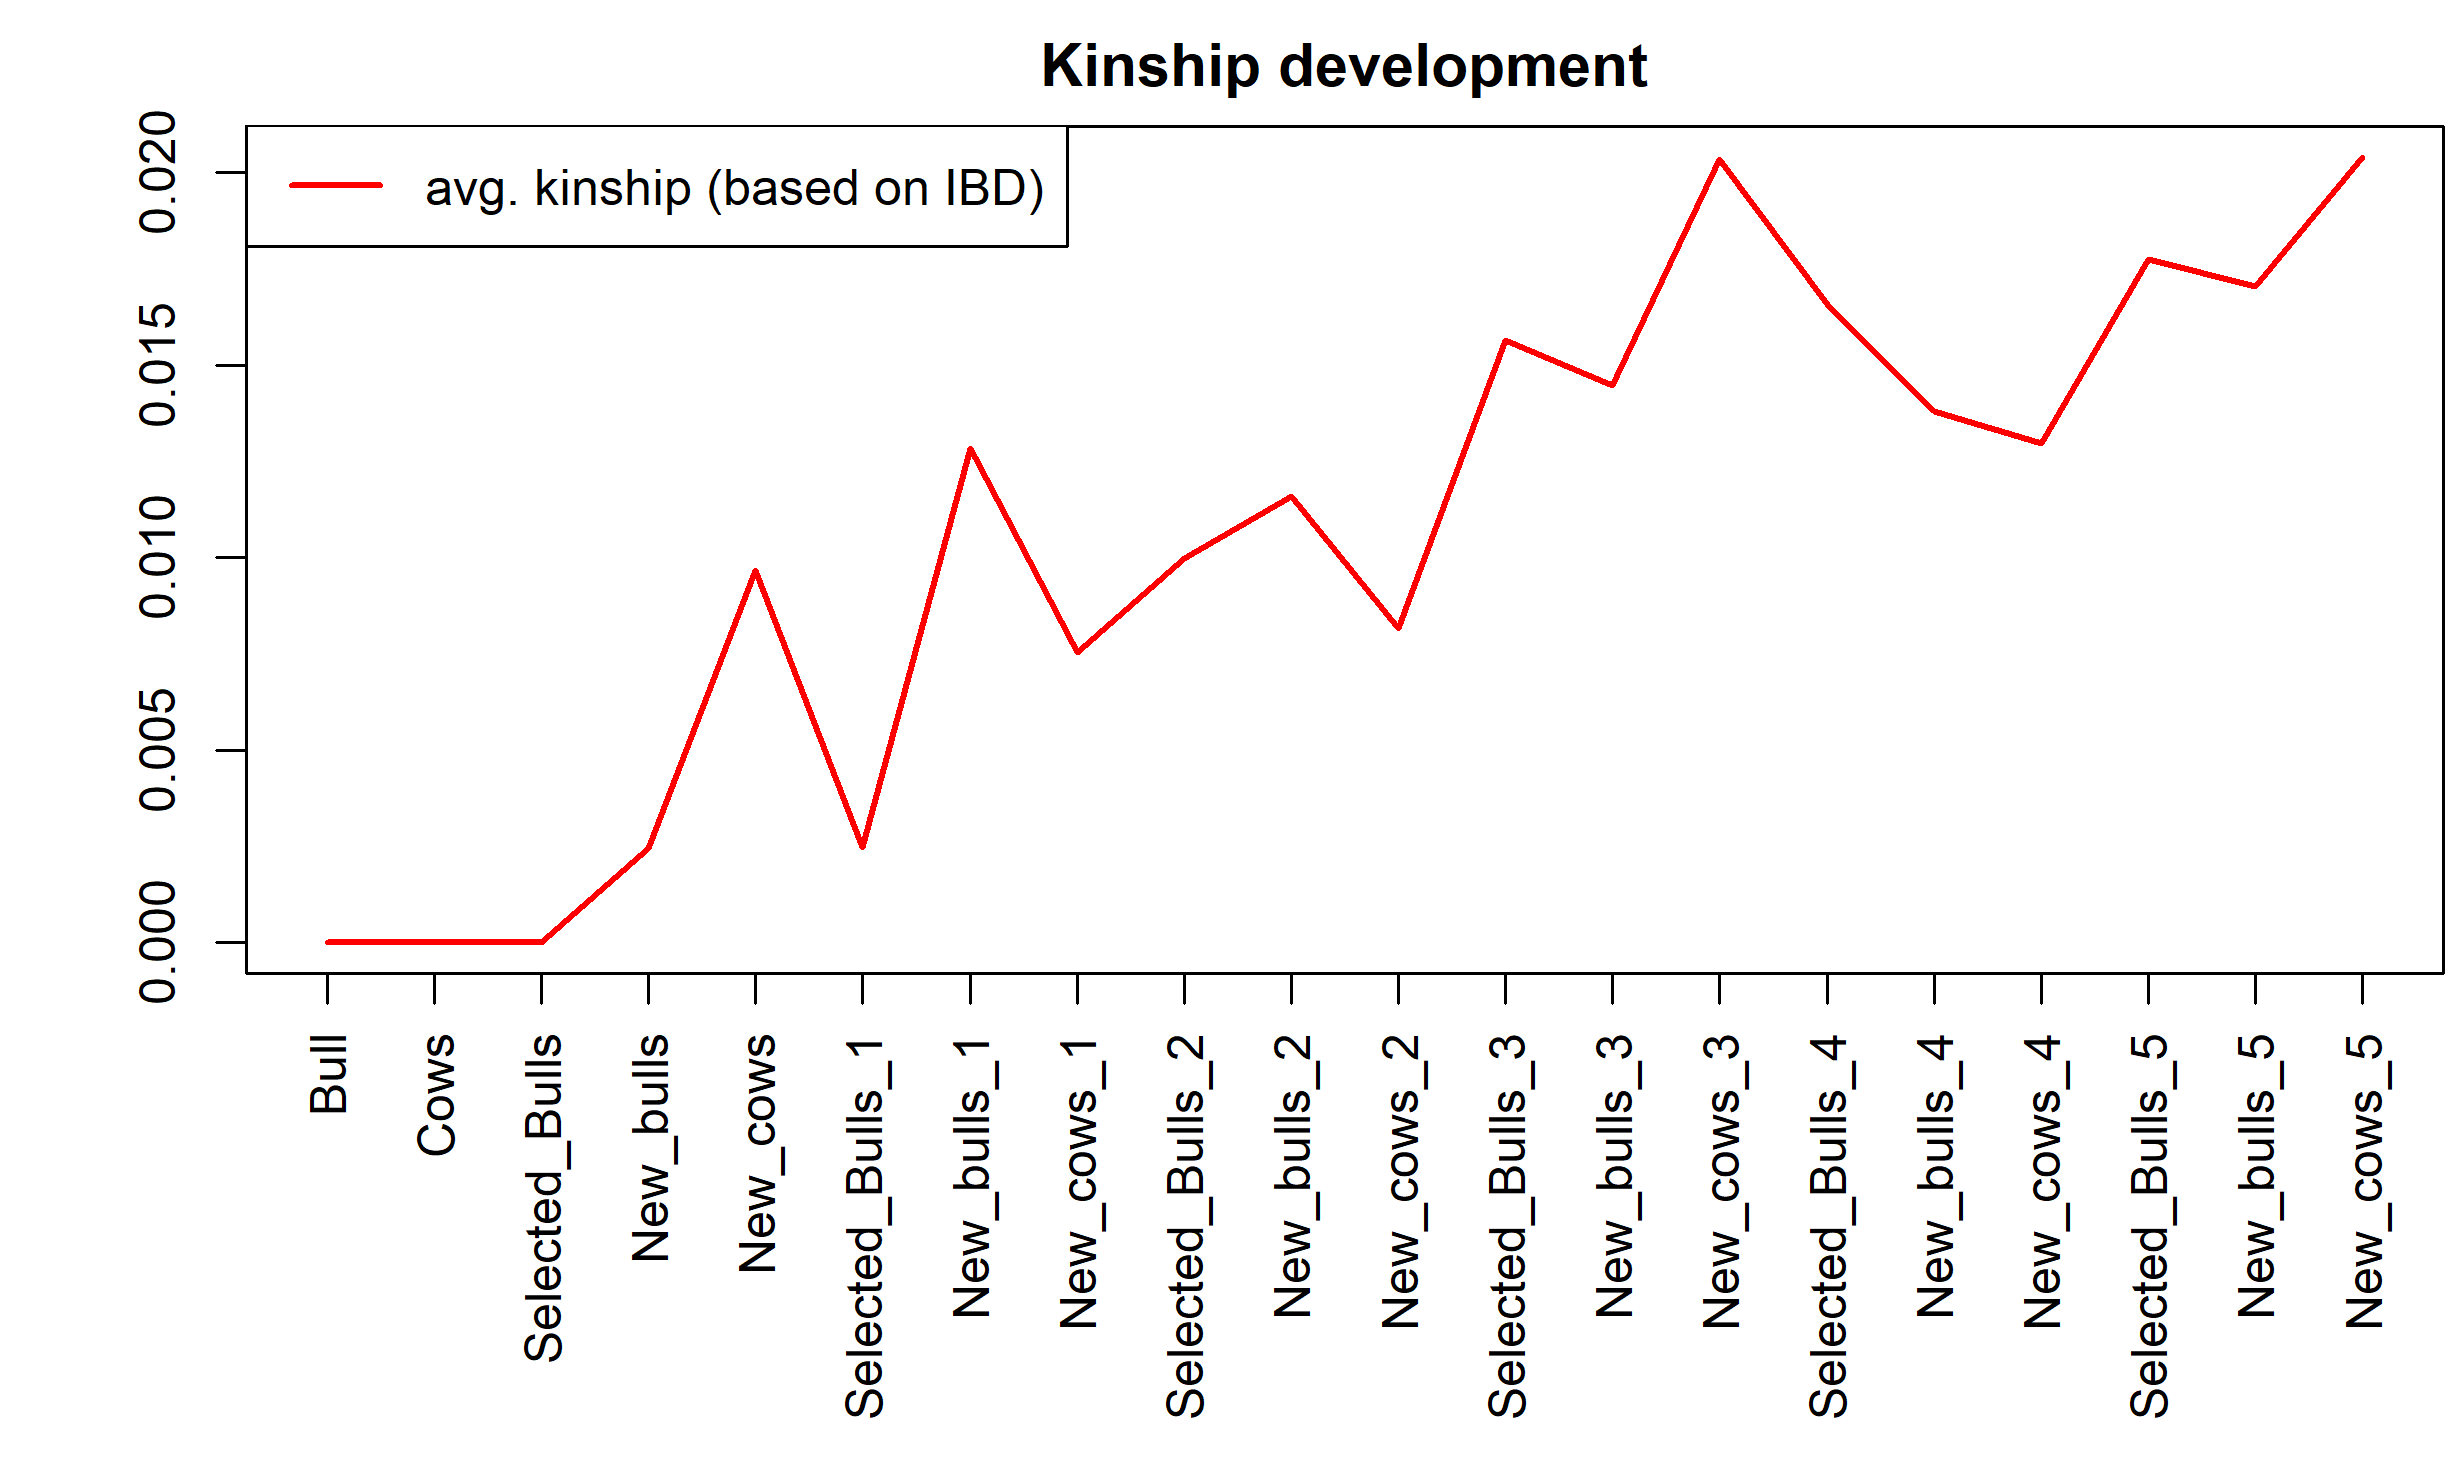 Kinship development
avg. kinship (based on IBD)
0.020
0.015
0.010
0.005
0.000
Bull
Cows
Selected_Bulls
New_bulls
New_cows
Selected_Bulls_1
New_bulls_1
New_cows_1
Selected_Bulls_2
New_bulls_2
New_cows_2
Selected_Bulls_3
New_bulls_3
New_cows_3
Selected_Bulls_4
New_bulls_4
New_cows_4
Selected_Bulls_5
New_bulls_5
New_cows_5